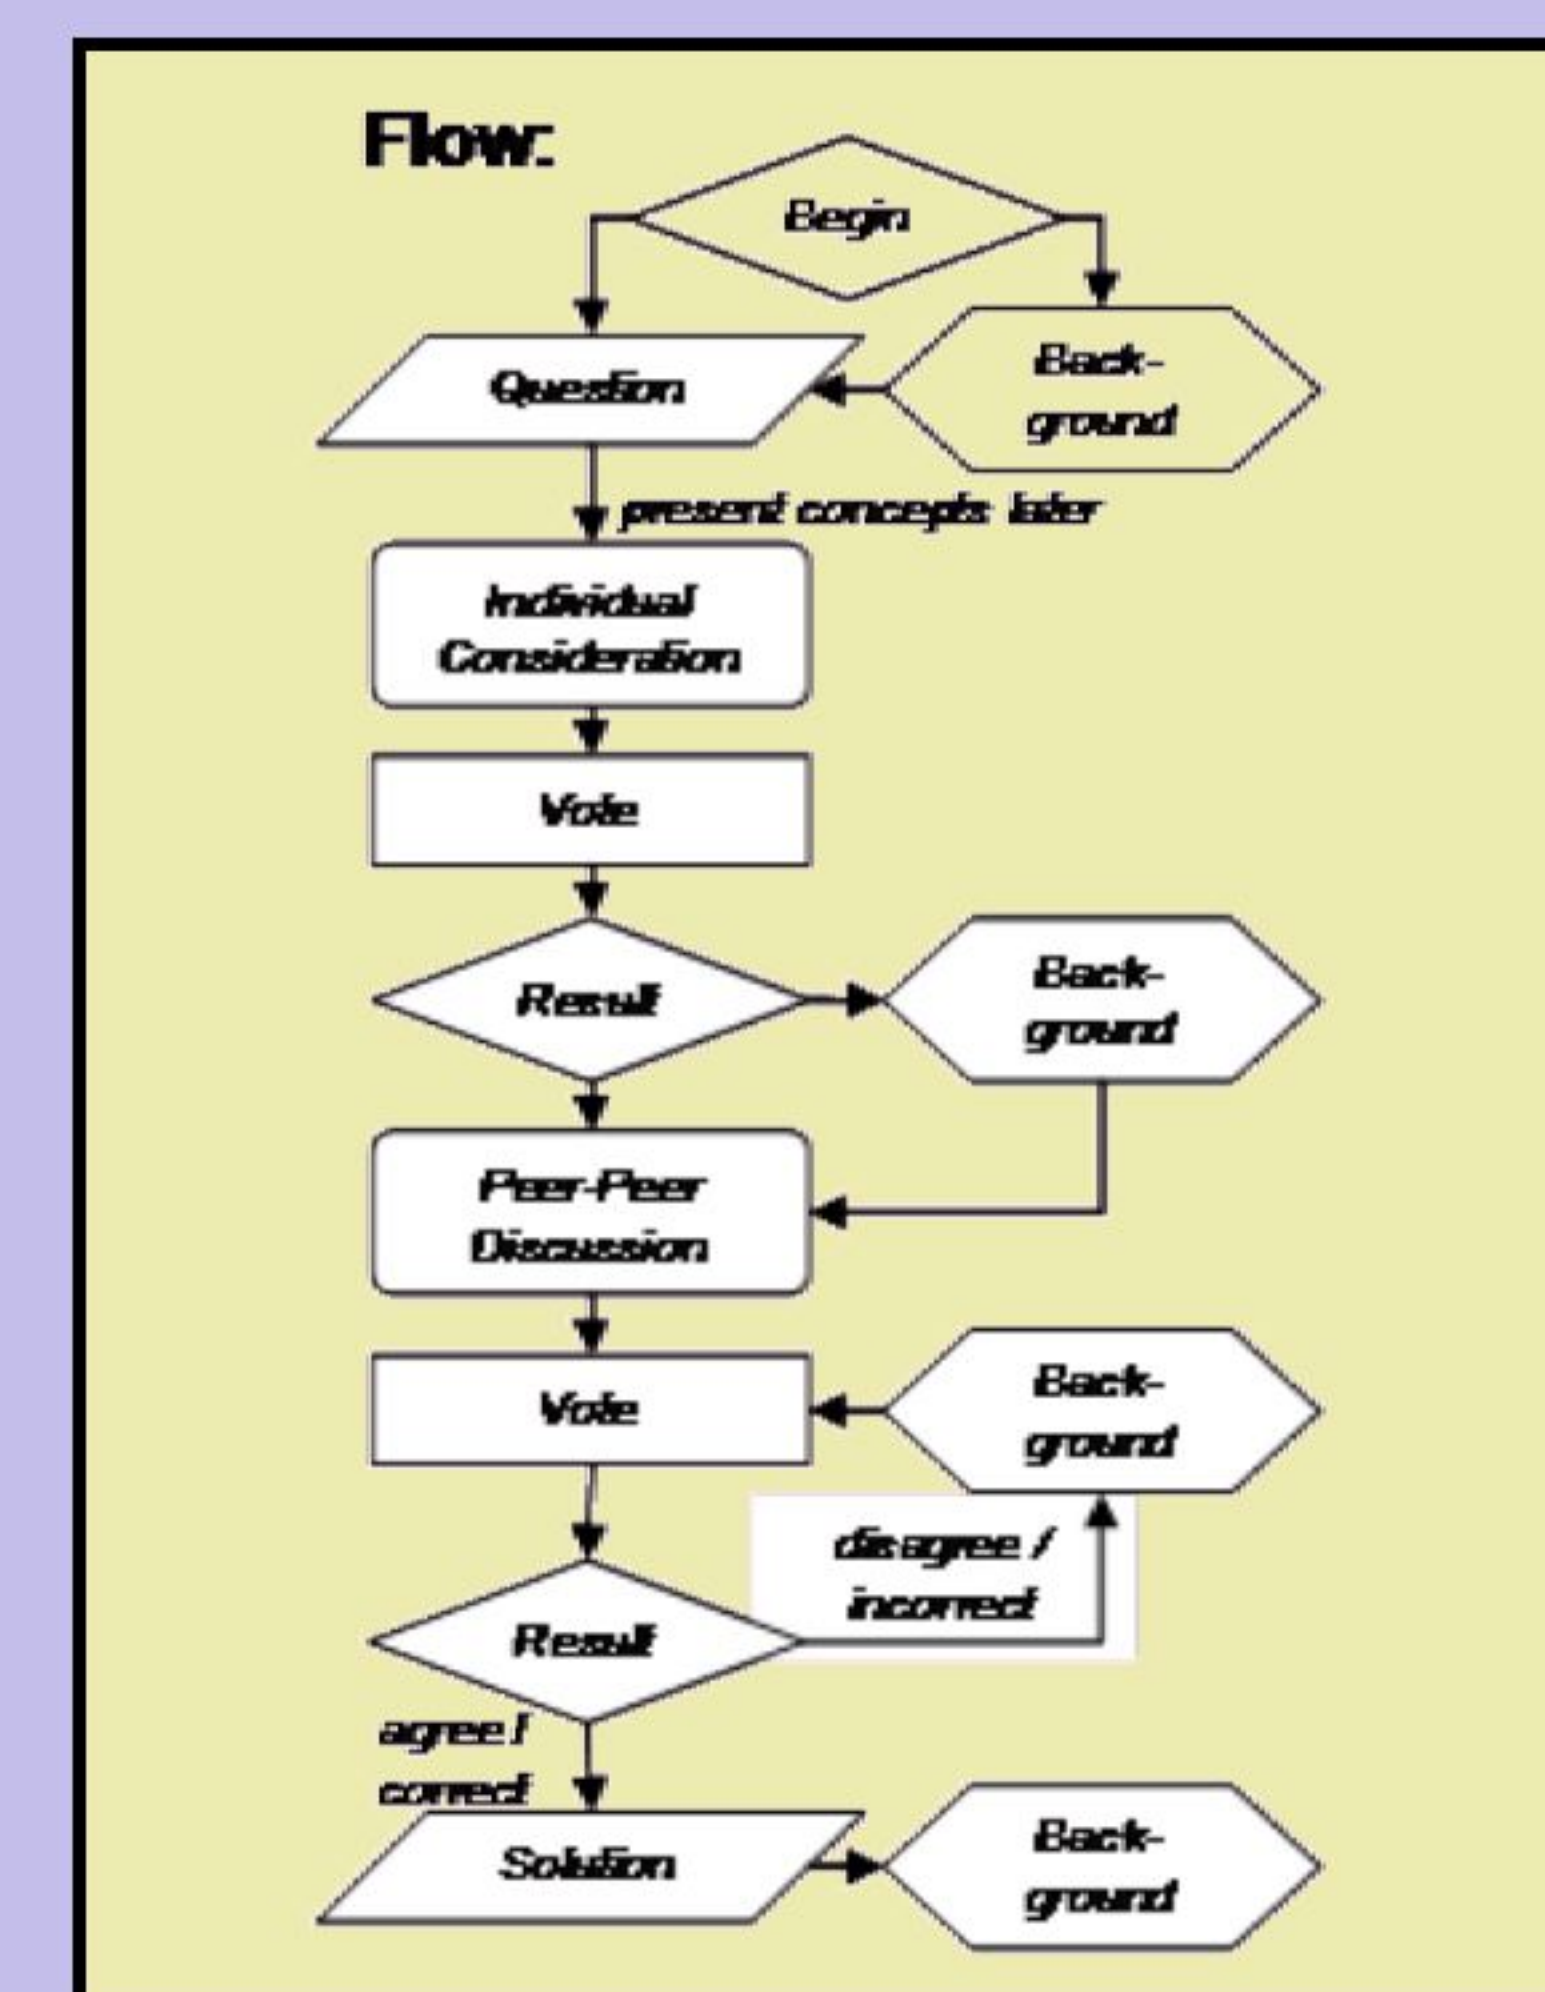 Flow:
Begin
Question
Back-
ground
present concepts later
Individual
Consideration
Vote
Result
Back-
ground
Peer-Peer
Discussion
Vote
Back-
ground
disagree /
incorrect
Result
agree /
correct
Solution
Back-
ground